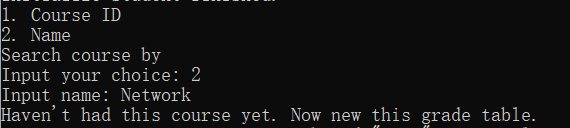 1. Course ID
2. Name
Search course by
Input your choice: 2
Input name: Network
Haven't had this course yet. Now new this grade table.